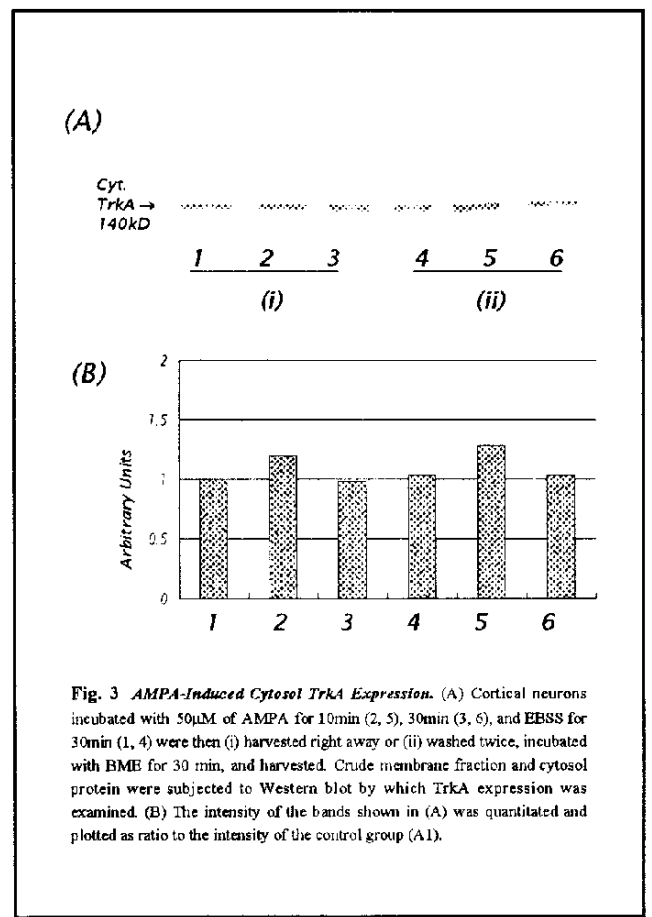 (A)
Cyt.
TrkA →
140kD
1 2 3 4 5 6
(i) (ii)
(B)
2
1.5
1
0.5
0
Arbitrary Units
1 2 3 4 5 6
Fig. 3 AMPA-Induced Cytosol TrkA Expression. (A) Cortical neurons
incubated with 50μM of AMPA for 10min (2, 5), 30min (3, 6), and EBSS for
30min (1, 4) were then (i) harvested right away or (ii) washed twice, incubated
with BME for 30 min, and harvested. Crude membrane fraction and cytosol
protein were subjected to Western blot by which TrkA expression was
examined. (B) The intensity of the bands shown in (A) was quantitated and
plotted as ratio to the intensity of the control group (A1).